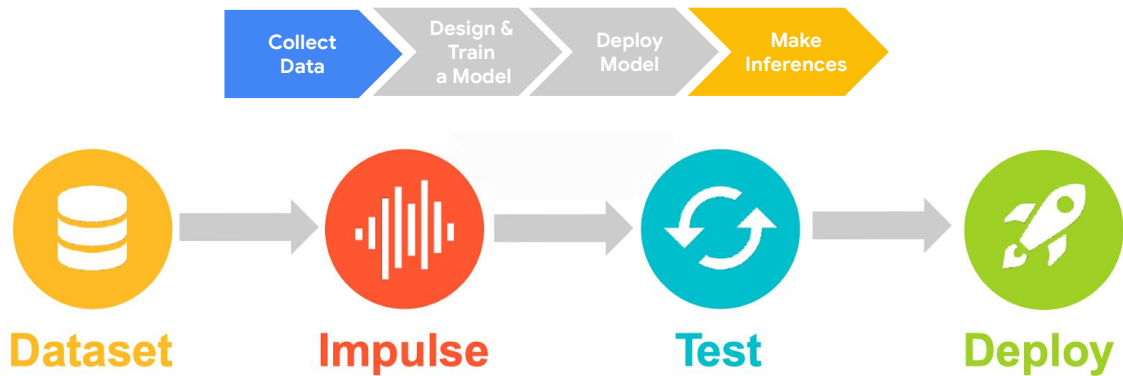 Collect
Data
Design &
Train
a Model
Deploy
Model
Make
Inferences
Dataset
Impulse
Test
Deploy